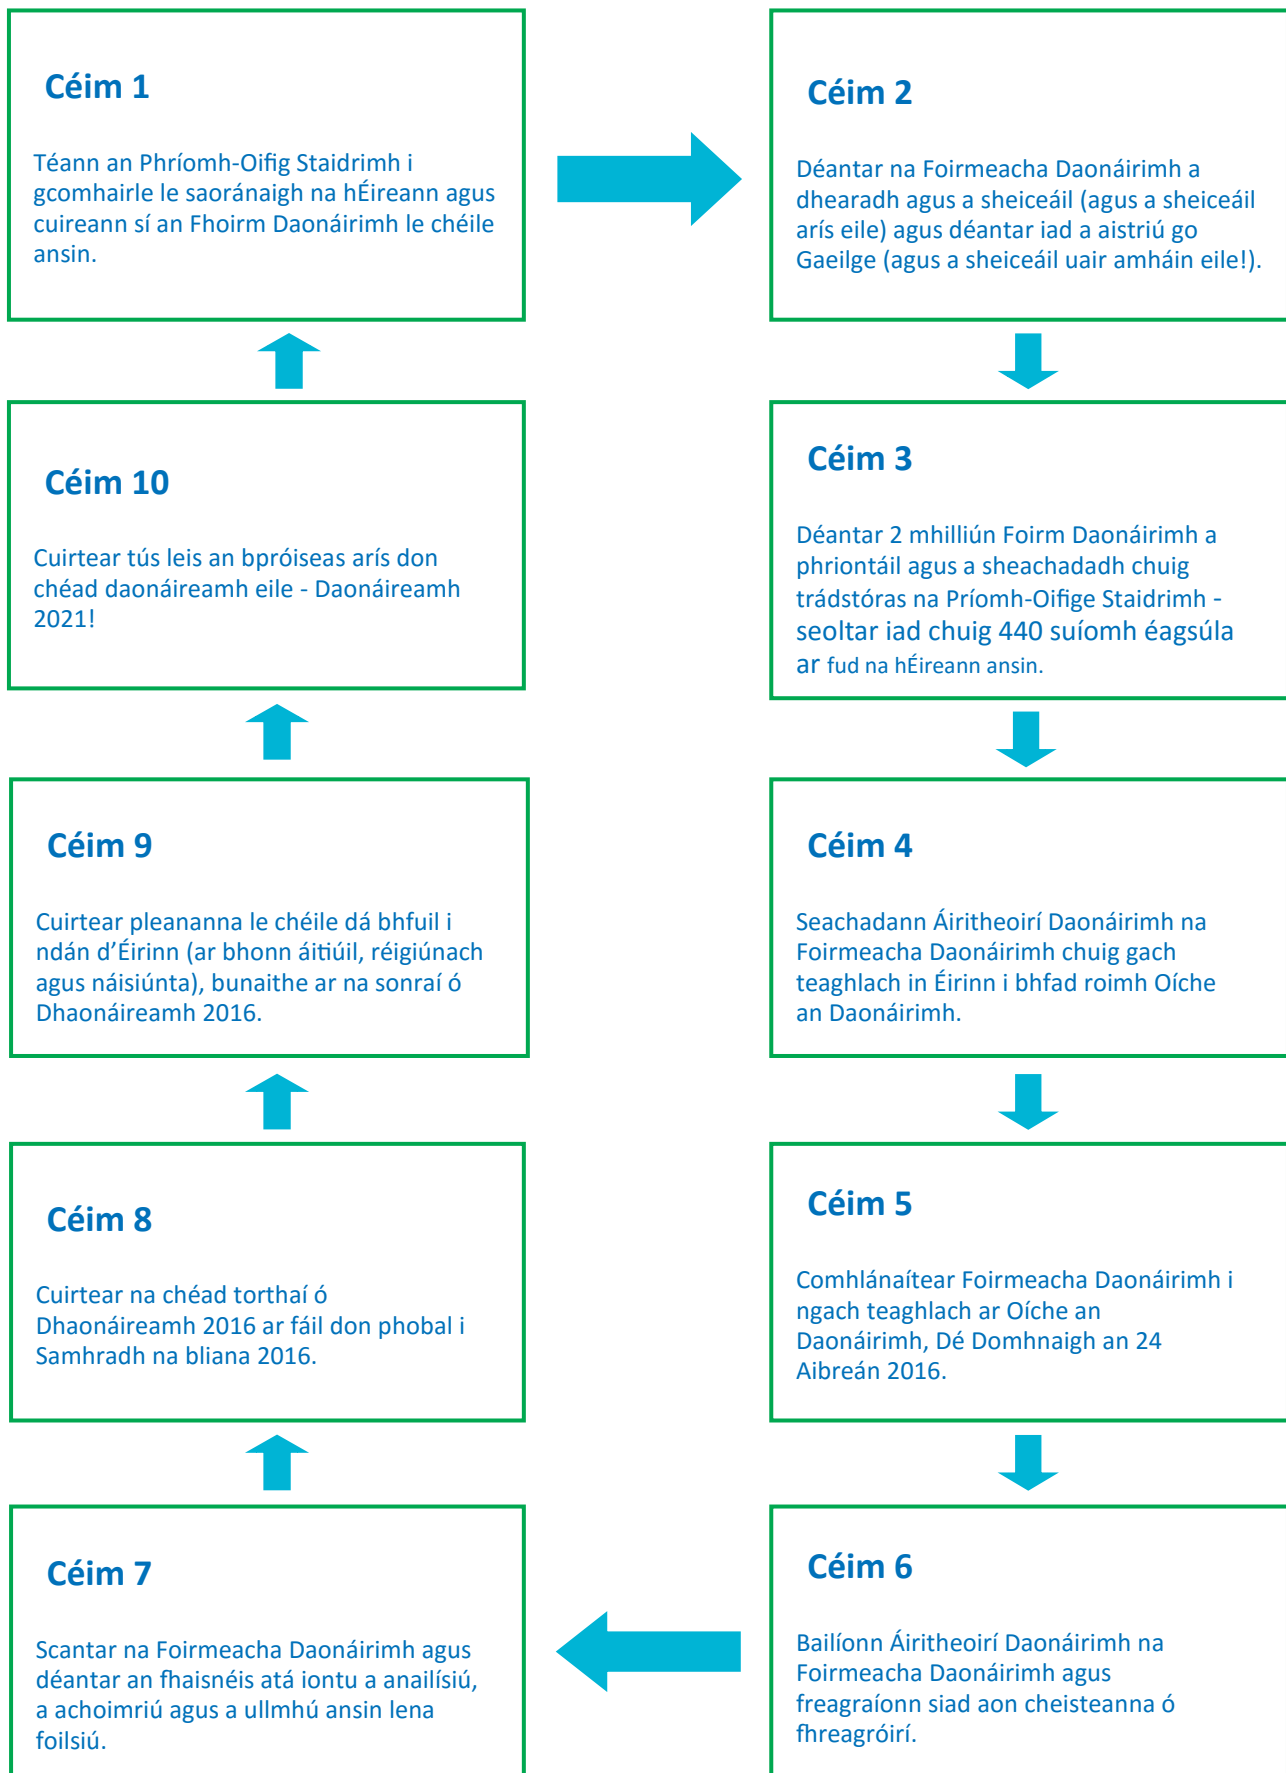 Céim 1
Téann an Phríomh-Oifig Staidrimh i
gcomhairle le saoránaigh na hÉireann agus
cuireann sí an Fhoirm Daonáirimh le chéile
ansin.
Céim 2
Déantar na Foirmeacha Daonáirimh a
dhearadh agus a sheiceáil (agus a sheiceáil
arís eile) agus déantar iad a aistriú go
Gaeilge (agus a sheiceáil uair amháin eile!).
Céim 3
Déantar 2 mhilliún Foirm Daonáirimh a
phriontáil agus a sheachadadh chuig
trádstóras na Príomh-Oifige Staidrimh -
seoltar iad chuig 440 suíomh éagsúla
ar fud na hÉireann ansin.
Céim 4
Seachadann Áiritheoirí Daonáirimh na
Foirmeacha Daonáirimh chuig gach
teaghlach in Éirinn i bhfad roimh Oíche
an Daonáirimh.
Céim 5
Comhlánaítear Foirmeacha Daonáirimh i
ngach teaghlach ar Oíche an
Daonáirimh, Dé Domhnaigh an 24
Aibreán 2016.
Céim 6
Bailíonn Áiritheoirí Daonáirimh na
Foirmeacha Daonáirimh agus
freagraíonn siad aon cheisteanna ó
fhreagróirí.
Céim 7
Scantar na Foirmeacha Daonáirimh agus
déantar an fhaisnéis atá iontu a anailísiú,
a achoimriú agus a ullmhú ansin lena
foilsiú.
Céim 8
Cuirtear na chéad torthaí ó
Dhaonáireamh 2016 ar fáil don phobal i
Samhradh na bliana 2016.
Céim 9
Cuirtear pleananna le chéile dá bhfuil i
ndán d’Éirinn (ar bhonn áitiúil, réigiúnach
agus náisiúnta), bunaithe ar na sonraí ó
Dhaonáireamh 2016.
Céim 10
Cuirtear tús leis an bpróiseas arís don
chéad daonáireamh eile - Daonáireamh
2021!